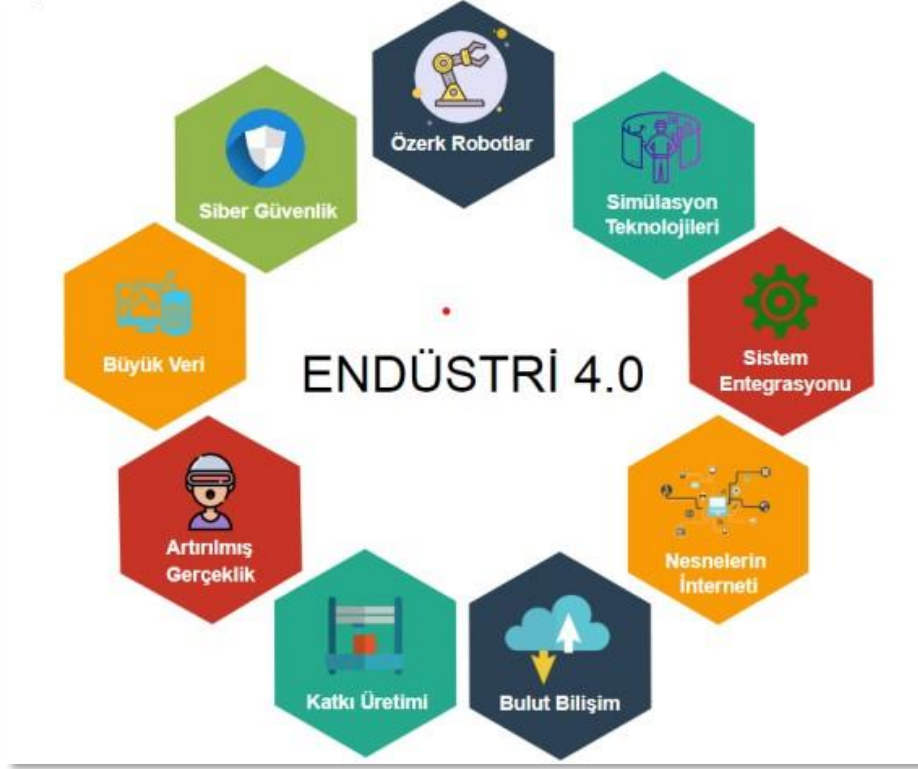 Özerk Robotlar
Siber Güvenlik
Simülasyon
Teknolojileri
Büyük Veri
ENDÜSTRİ 4.0
Sistem
Entegrasyonu
Artırılmış
Gerçeklik
Nesnelerin
İnterneti
Katkı Üretimi
Bulut Bilişim